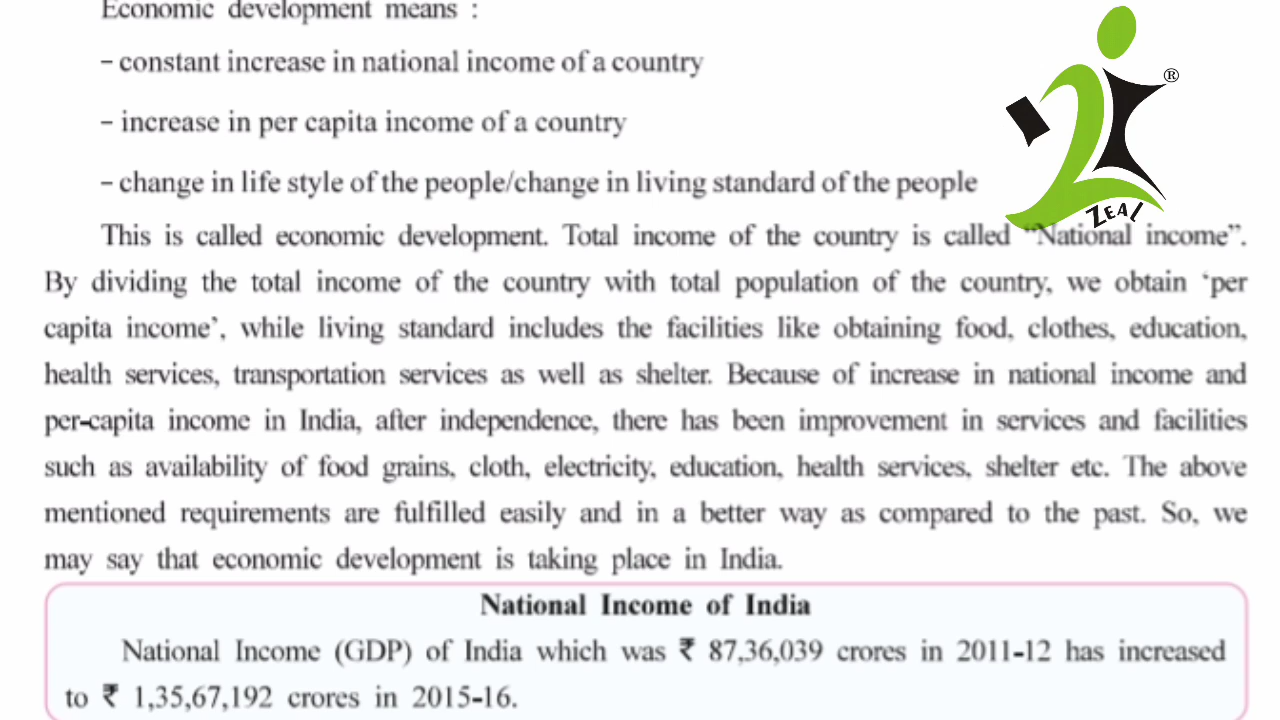 Economic development means :
– constant increase in national income of a country
– increase in per capita income of a country
– change in life style of the people/change in living standard of the people
This is called economic development. Total income of the country is called “National income”.
By dividing the total income of the country with total population of the country, we obtain ‘per
capita income’, while living standard includes the facilities like obtaining food, clothes, education,
health services, transportation services as well as shelter. Because of increase in national income and
per-capita income in India, after independence, there has been improvement in services and facilities
such as availability of food grains, cloth, electricity, education, health services, shelter etc. The above
mentioned requirements are fulfilled easily and in a better way as compared to the past. So, we
may say that economic development is taking place in India.
National Income of India
National Income (GDP) of India which was ₹ 87,36,039 crores in 2011-12 has increased
to ₹ 1,35,67,192 crores in 2015-16.
®
ZEAL